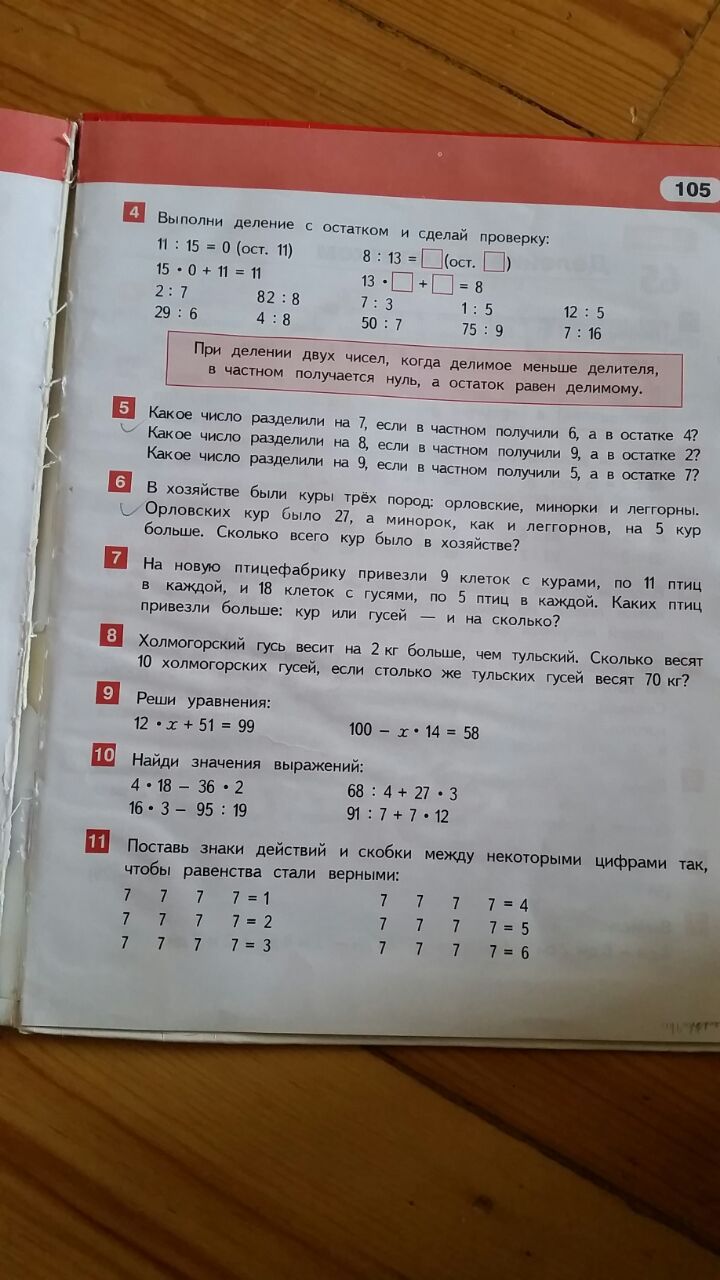 105
4 Выполни деление с остатком и сделай проверку:
11 : 15 = 0 (ост. 11) 8 : 13 = □ (ост. □)
15 • 0 + 11 = 11 13 • □ + □ = 8
2 : 7 82 : 8 7 : 3 1 : 5 12 : 5
29 : 6 4 : 8 50 : 7 75 : 9 7 : 16
При делении двух чисел, когда делимое меньше делителя,
в частном получается нуль, а остаток равен делимому.
5 Какое число разделили на 7, если в частном получили 6, а в остатке 4?
Какое число разделили на 8, если в частном получили 9, а в остатке 2?
Какое число разделили на 9, если в частном получили 5, а в остатке 7?
6 В хозяйстве были куры трёх пород: орловские, минорки и леггорны.
Орловских кур было 27, а минорок, как и леггорнов, на 5 кур
больше. Сколько всего кур было в хозяйстве?
7 На новую птицефабрику привезли 9 клеток с курами, по 11 птиц
в каждой, и 18 клеток с гусями, по 5 птиц в каждой. Каких птиц
привезли больше: кур или гусей — и на сколько?
8 Холмогорский гусь весит на 2 кг больше, чем тульский. Сколько весят
10 холмогорских гусей, если столько же тульских гусей весят 70 кг?
9 Реши уравнения:
12 • x + 51 = 99 100 − x • 14 = 58
10 Найди значения выражений:
4 • 18 − 36 • 2 68 : 4 + 27 • 3
16 • 3 − 95 : 19 91 : 7 + 7 • 12
11 Поставь знаки действий и скобки между некоторыми цифрами так,
чтобы равенства стали верными:
7 7 7 7 = 1 7 7 7 7 = 4
7 7 7 7 = 2 7 7 7 7 = 5
7 7 7 7 = 3 7 7 7 7 = 6